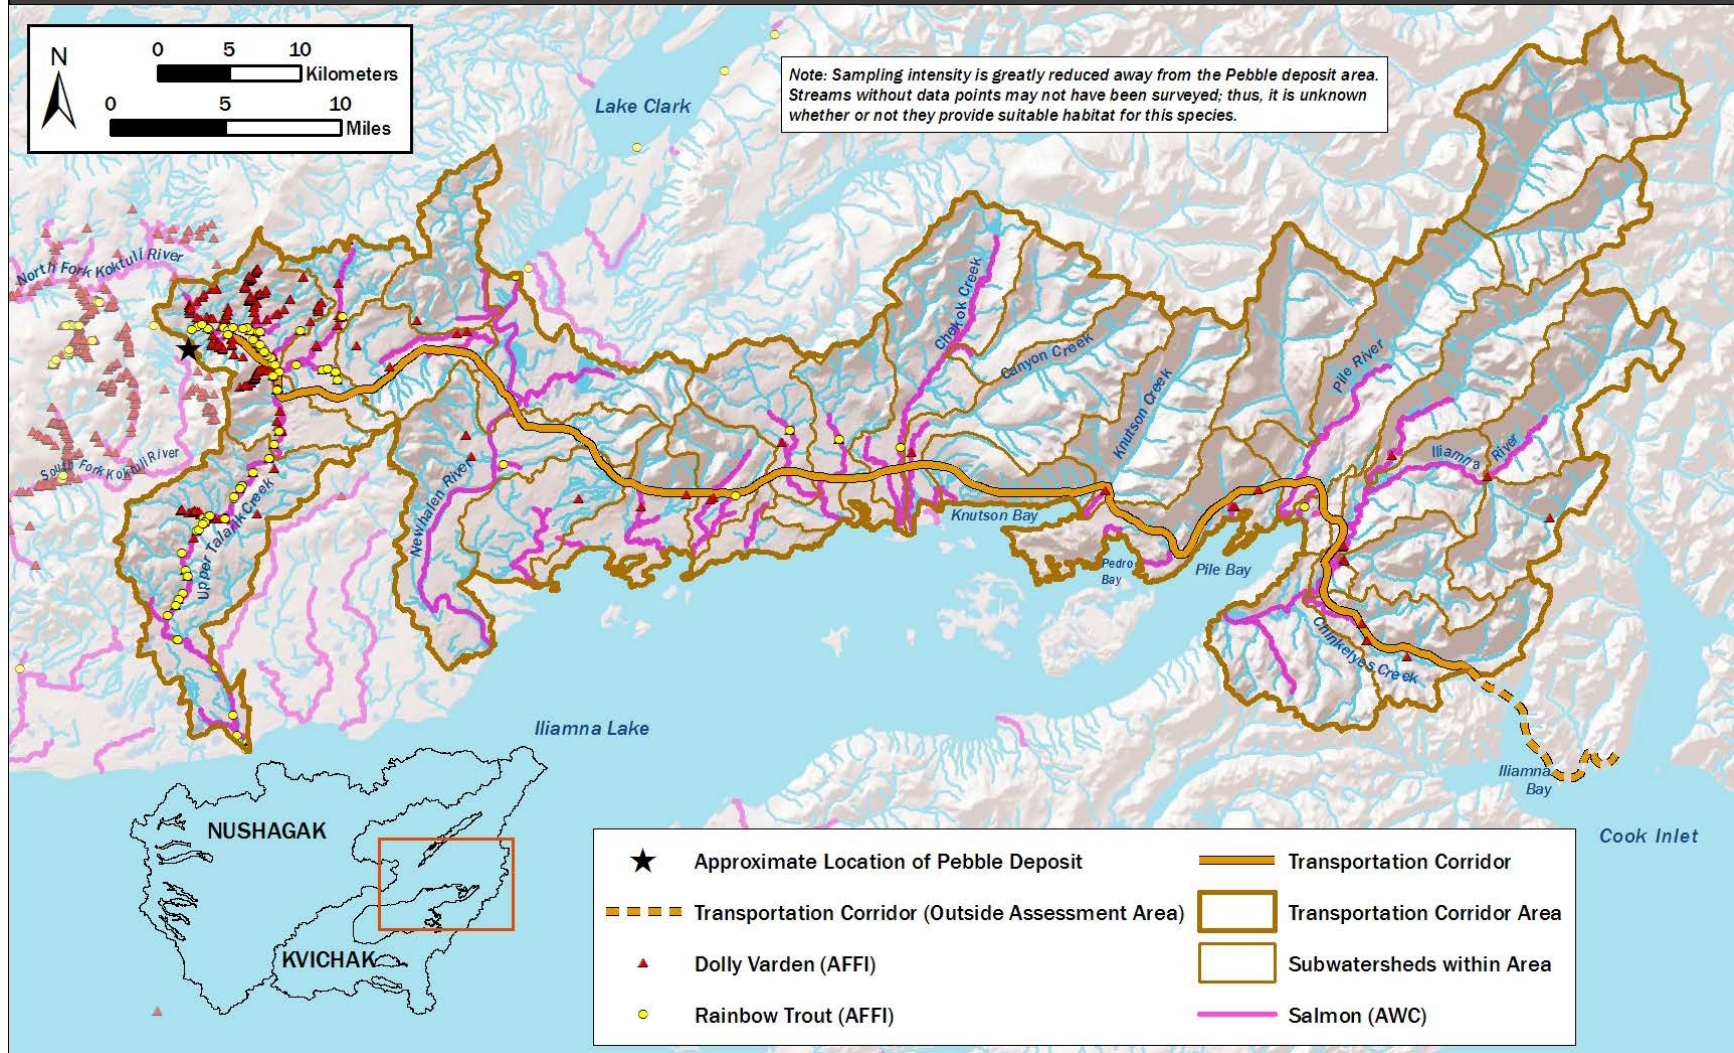 N
0 5 10
Kilometers
0 5 10
Miles
Note: Sampling intensity is greatly reduced away from the Pebble deposit area.
Streams without data points may not have been surveyed; thus, it is unknown
whether or not they provide suitable habitat for this species.
Lake Clark
North Fork Koktuli River
South Fork Koktuli River
Upper Talarik Creek
Newhalen River
Chekok Creek
Canyon Creek
Knutson Creek
Pile River
Iliamna River
Knutson Bay
Pedro
Bay
Pile Bay
Chinkelyes Creek
Iliamna Lake
Iliamna
Bay
Cook Inlet
NUSHAGAK
KVICHAK
Approximate Location of Pebble Deposit
Transportation Corridor (Outside Assessment Area)
Dolly Varden (AFFI)
Rainbow Trout (AFFI)
Transportation Corridor
Transportation Corridor Area
Subwatersheds within Area
Salmon (AWC)